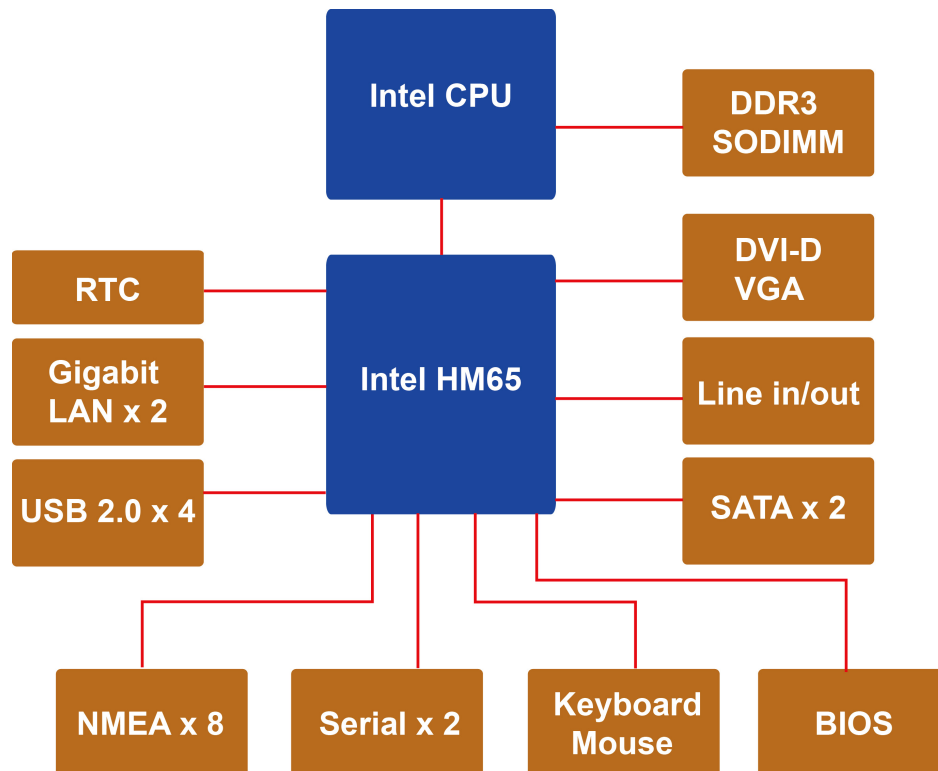 Intel CPU
DDR3
SODIMM
RTC
DVI-D
VGA
Gigabit
LAN x 2
Intel HM65
Line in/out
USB 2.0 x 4
SATA x 2
NMEA x 8
Serial x 2
Keyboard
Mouse
BIOS